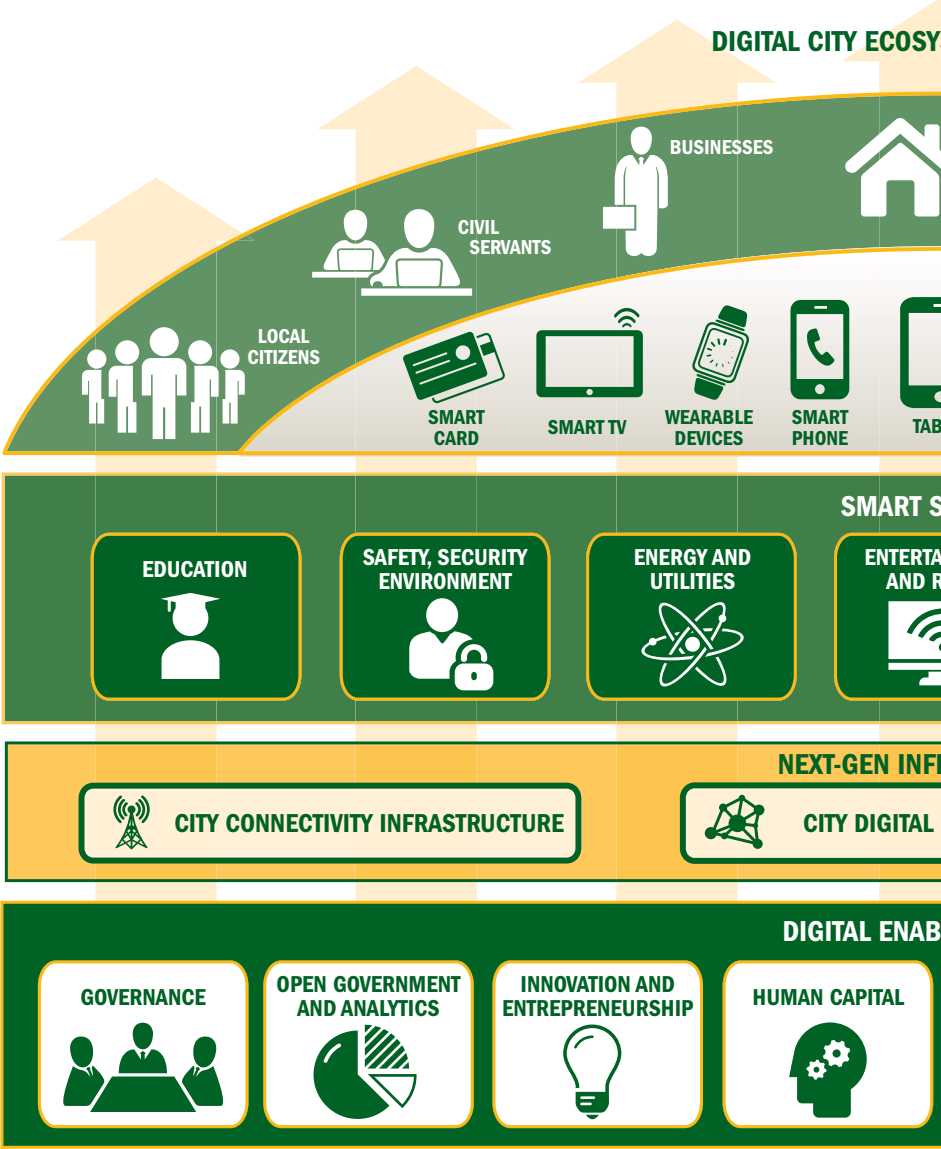 DIGITAL CITY
BUSINESSES
CIVIL
SERVANTS
LOCAL
CITIZENS
SMART
CARD
SMART TV
WEARABLE
DEVICES
SMART
PHONE
TAB
SMART S
EDUCATION
SAFETY, SECURITY
ENVIRONMENT
ENERGY AND
UTILITIES
ENTERTA
AND R
NEXT-GEN INF
CITY CONNECTIVITY INFRASTRUCTURE
CITY DIGITAL
DIGITAL ENAB
GOVERNANCE
OPEN GOVERNMENT
AND ANALYTICS
INNOVATION AND
ENTREPRENEURSHIP
HUMAN CAPITAL